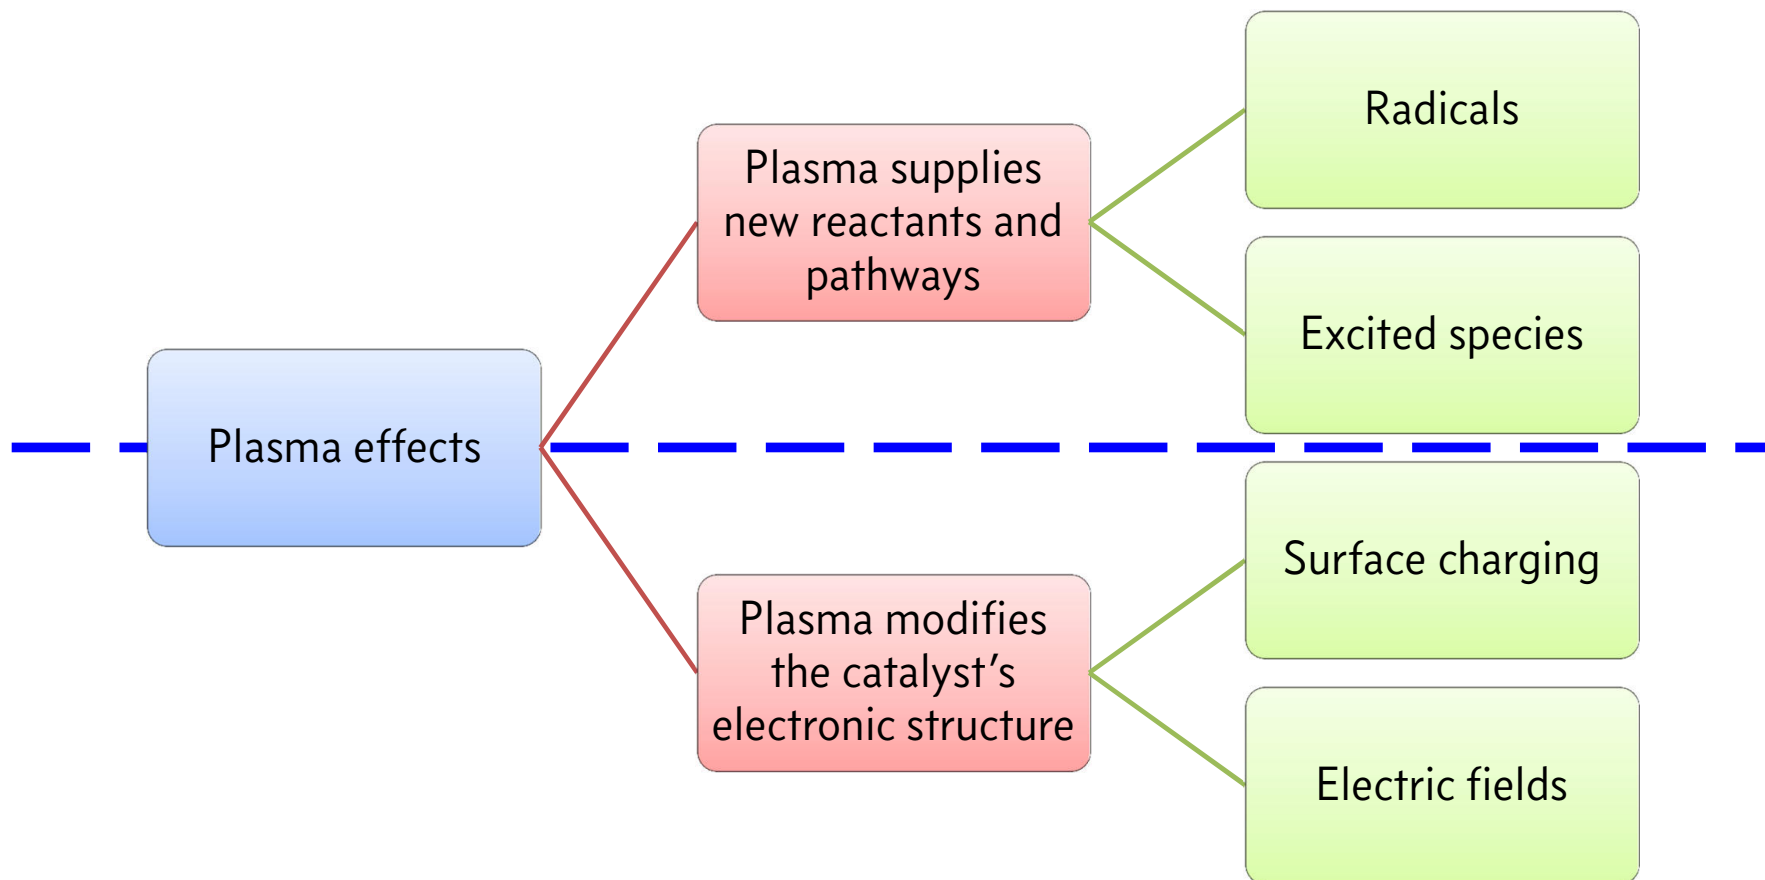 Plasma effects
Plasma supplies
new reactants and
pathways
Radicals
Excited species
Plasma modifies
the catalyst’s
electronic structure
Surface charging
Electric fields